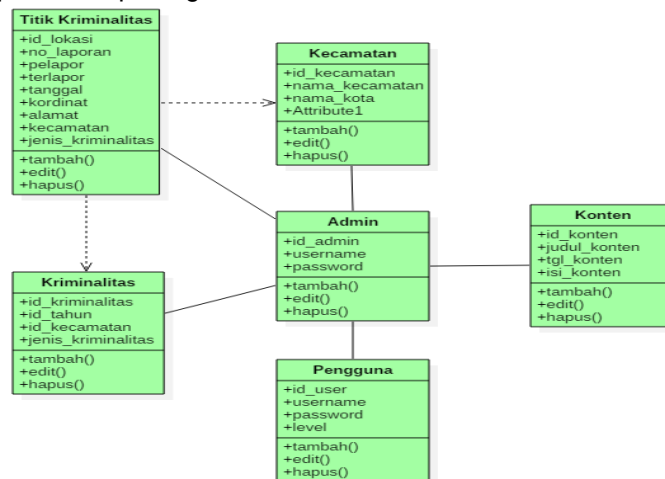 Titik Kriminalitas
+id_lokasi
+no_laporan
+pelapor
+terlapor
+tanggal
+kordinat
+alamat
+kecamatan
+jenis_kriminalitas
+tambah()
+edit()
+hapus()
Kecamatan
+id_kecamatan
+nama_kecamatan
+nama_kota
+Attribute1
+tambah()
+edit()
+hapus()
Admin
+id_admin
+username
+password
+tambah()
+edit()
+hapus()
Konten
+id_konten
+judul_konten
+tgl_konten
+isi_konten
+tambah()
+edit()
+hapus()
Kriminalitas
+id_kriminalitas
+id_tahun
+id_kecamatan
+jenis_kriminalitas
+tambah()
+edit()
+hapus()
Pengguna
+id_user
+username
+password
+level
+tambah()
+edit()
+hapus()